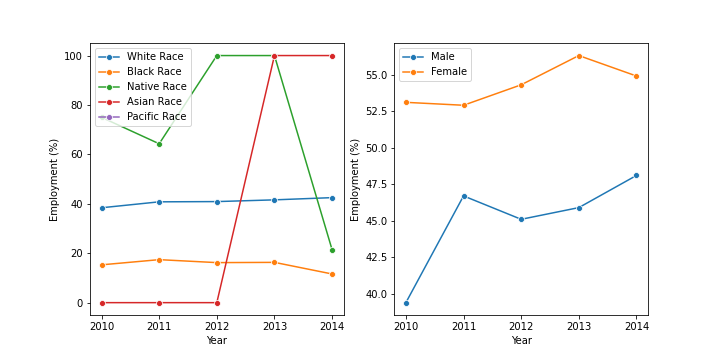 White Race
Black Race
Native Race
Asian Race
Pacific Race
100
80
60
40
20
0
Employment (%)
2010 2011 2012 2013 2014
Year
Male
Female
55.0
52.5
50.0
47.5
45.0
42.5
40.0
Employment (%)
2010 2011 2012 2013 2014
Year